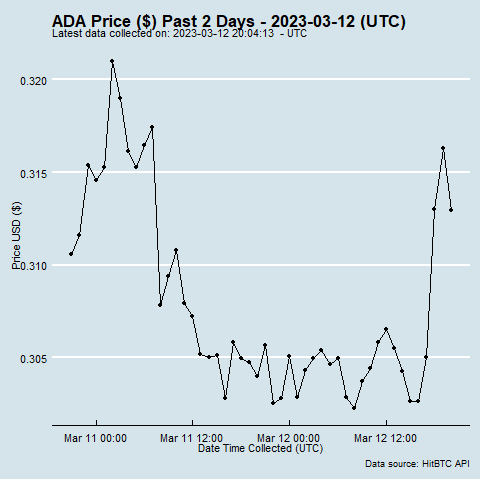 ADA Price ($) Past 2 Days - 2023-03-12 (UTC)
Latest data collected on: 2023-03-12 20:04:13  - UTC
0.320
0.315
0.310
0.305
Price USD ($)
Mar 11 00:00
Mar 11 12:00
Mar 12 00:00
Mar 12 12:00
Date Time Collected (UTC)
Data source: HitBTC API